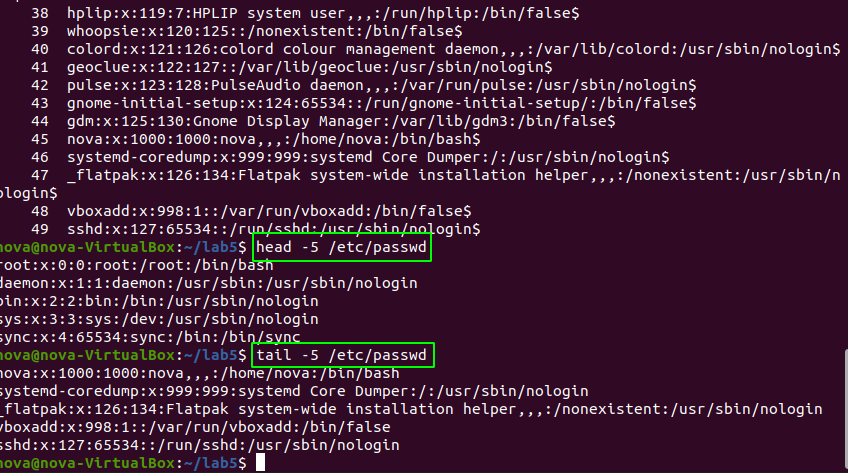 38 hplip:x:119:7:HPLIP system user,,,:/run/hplip:/bin/false$
39 whoopsie:x:120:125::/nonexistent:/bin/false$
40 colord:x:121:126:colord colour management daemon,,,:/var/lib/colord:/usr/sbin/nologin$
41 geoclue:x:122:127::/var/lib/geoclue:/usr/sbin/nologin$
42 pulse:x:123:128:PulseAudio daemon,,,:/var/run/pulse:/usr/sbin/nologin$
43 gnome-initial-setup:x:124:65534::/run/gnome-initial-setup/:/bin/false$
44 gdm:x:125:130:Gnome Display Manager:/var/lib/gdm3:/bin/false$
45 nova:x:1000:1000:nova,,,:/home/nova:/bin/bash$
46 systemd-coredump:x:999:999:systemd Core Dumper:/:/usr/sbin/nologin$
47 _flatpak:x:126:134:Flatpak system-wide installation helper,,,:/nonexistent:/usr/sbin/n
ologin$
48 vboxadd:x:998:1::/var/run/vboxadd:/bin/false$
49 sshd:x:127:65534::/run/sshd:/usr/sbin/nologin$
nova@nova-VirtualBox:~/lab5$ head -5 /etc/passwd
root:x:0:0:root:/root:/bin/bash
daemon:x:1:1:daemon:/usr/sbin:/usr/sbin/nologin
bin:x:2:2:bin:/bin:/usr/sbin/nologin
sys:x:3:3:sys:/dev:/usr/sbin/nologin
sync:x:4:65534:sync:/bin:/bin/sync
nova@nova-VirtualBox:~/lab5$ tail -5 /etc/passwd
nova:x:1000:1000:nova,,,:/home/nova:/bin/bash
systemd-coredump:x:999:999:systemd Core Dumper:/:/usr/sbin/nologin
_flatpak:x:126:134:Flatpak system-wide installation helper,,,:/nonexistent:/usr/sbin/nologin
vboxadd:x:998:1::/var/run/vboxadd:/bin/false
sshd:x:127:65534::/run/sshd:/usr/sbin/nologin
nova@nova-VirtualBox:~/lab5$